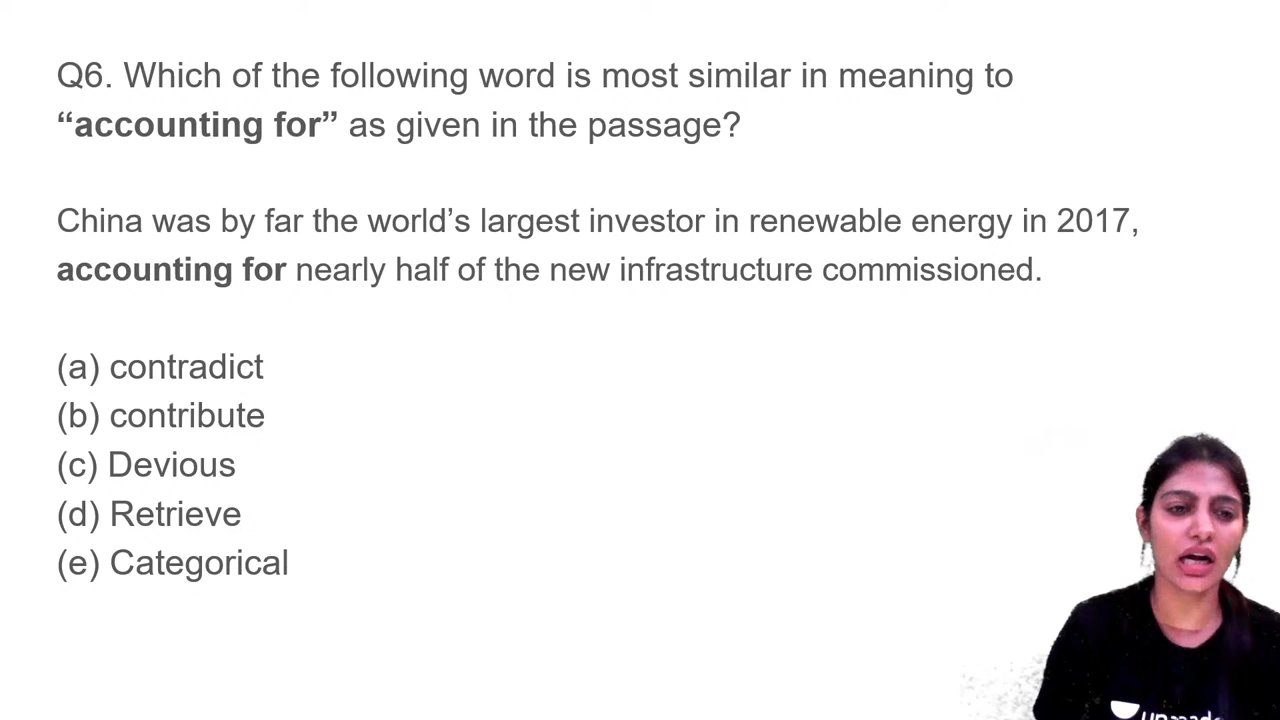 Q6. Which of the following word is most similar in meaning to
“accounting for” as given in the passage?
China was by far the world’s largest investor in renewable energy in 2017,
accounting for nearly half of the new infrastructure commissioned.
(a) contradict
(b) contribute
(c) Devious
(d) Retrieve
(e) Categorical